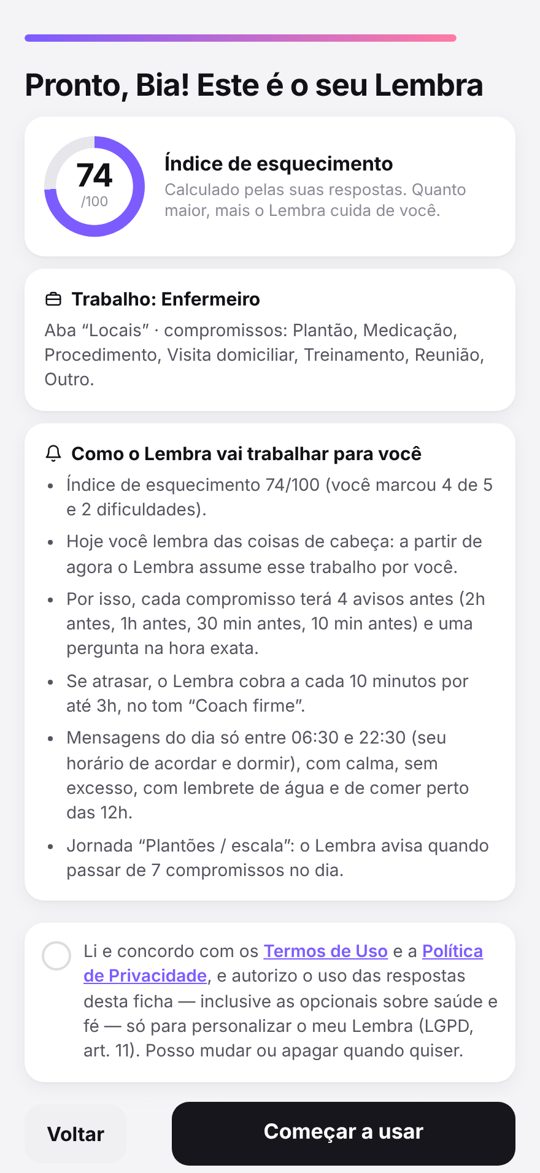 Pronto, Bia! Este é o seu Lembra
74
/100
Índice de esquecimento
Calculado pelas suas respostas. Quanto
maior, mais o Lembra cuida de você.
Trabalho: Enfermeiro
Aba “Locais” · compromissos: Plantão, Medicação,
Procedimento, Visita domiciliar, Treinamento, Reunião,
Outro.
Como o Lembra vai trabalhar para você
• Índice de esquecimento 74/100 (você marcou 4 de 5
e 2 dificuldades).
• Hoje você lembra das coisas de cabeça: a partir de
agora o Lembra assume esse trabalho por você.
• Por isso, cada compromisso terá 4 avisos antes (2h
antes, 1h antes, 30 min antes, 10 min antes) e uma
pergunta na hora exata.
• Se atrasar, o Lembra cobra a cada 10 minutos por
até 3h, no tom “Coach firme”.
• Mensagens do dia só entre 06:30 e 22:30 (seu
horário de acordar e dormir), com calma, sem
excesso, com lembrete de água e de comer perto
das 12h.
• Jornada “Plantões / escala”: o Lembra avisa quando
passar de 7 compromissos no dia.
Li e concordo com os Termos de Uso e a Política
de Privacidade, e autorizo o uso das respostas
desta ficha — inclusive as opcionais sobre saúde e
fé — só para personalizar o meu Lembra (LGPD,
art. 11). Posso mudar ou apagar quando quiser.
Voltar
Começar a usar